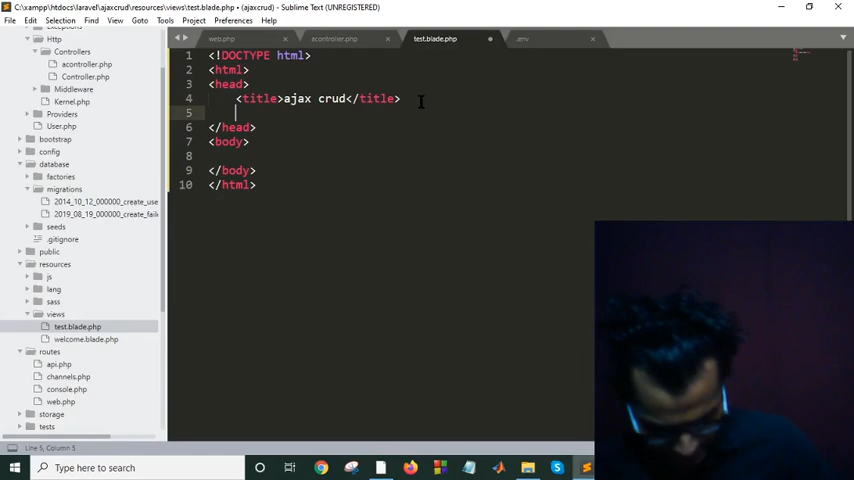 C:\xampp\htdocs\laravel\ajaxcrud\resources\views\test.blade.php • (ajaxcrud) - Sublime Text (UNREGISTERED)
File Edit Selection Find View Goto Tools Project Preferences Help
web.php × acontroller.php × test.blade.php • .env ×
Exceptions
Http
Controllers
acontroller.php
Controller.php
Middleware
Kernel.php
Providers
User.php
bootstrap
config
database
factories
migrations
2014_10_12_000000_create_use
2019_08_19_000000_create_faile
seeds
.gitignore
public
resources
js
lang
sass
views
test.blade.php
welcome.blade.php
routes
api.php
channels.php
console.php
web.php
storage
tests
1 <!DOCTYPE html>
2 <html>
3 <head>
4 <title>ajax crud</title>
5
6 </head>
7 <body>
8
9 </body>
10 </html>
Line 5, Column 5
Type here to search